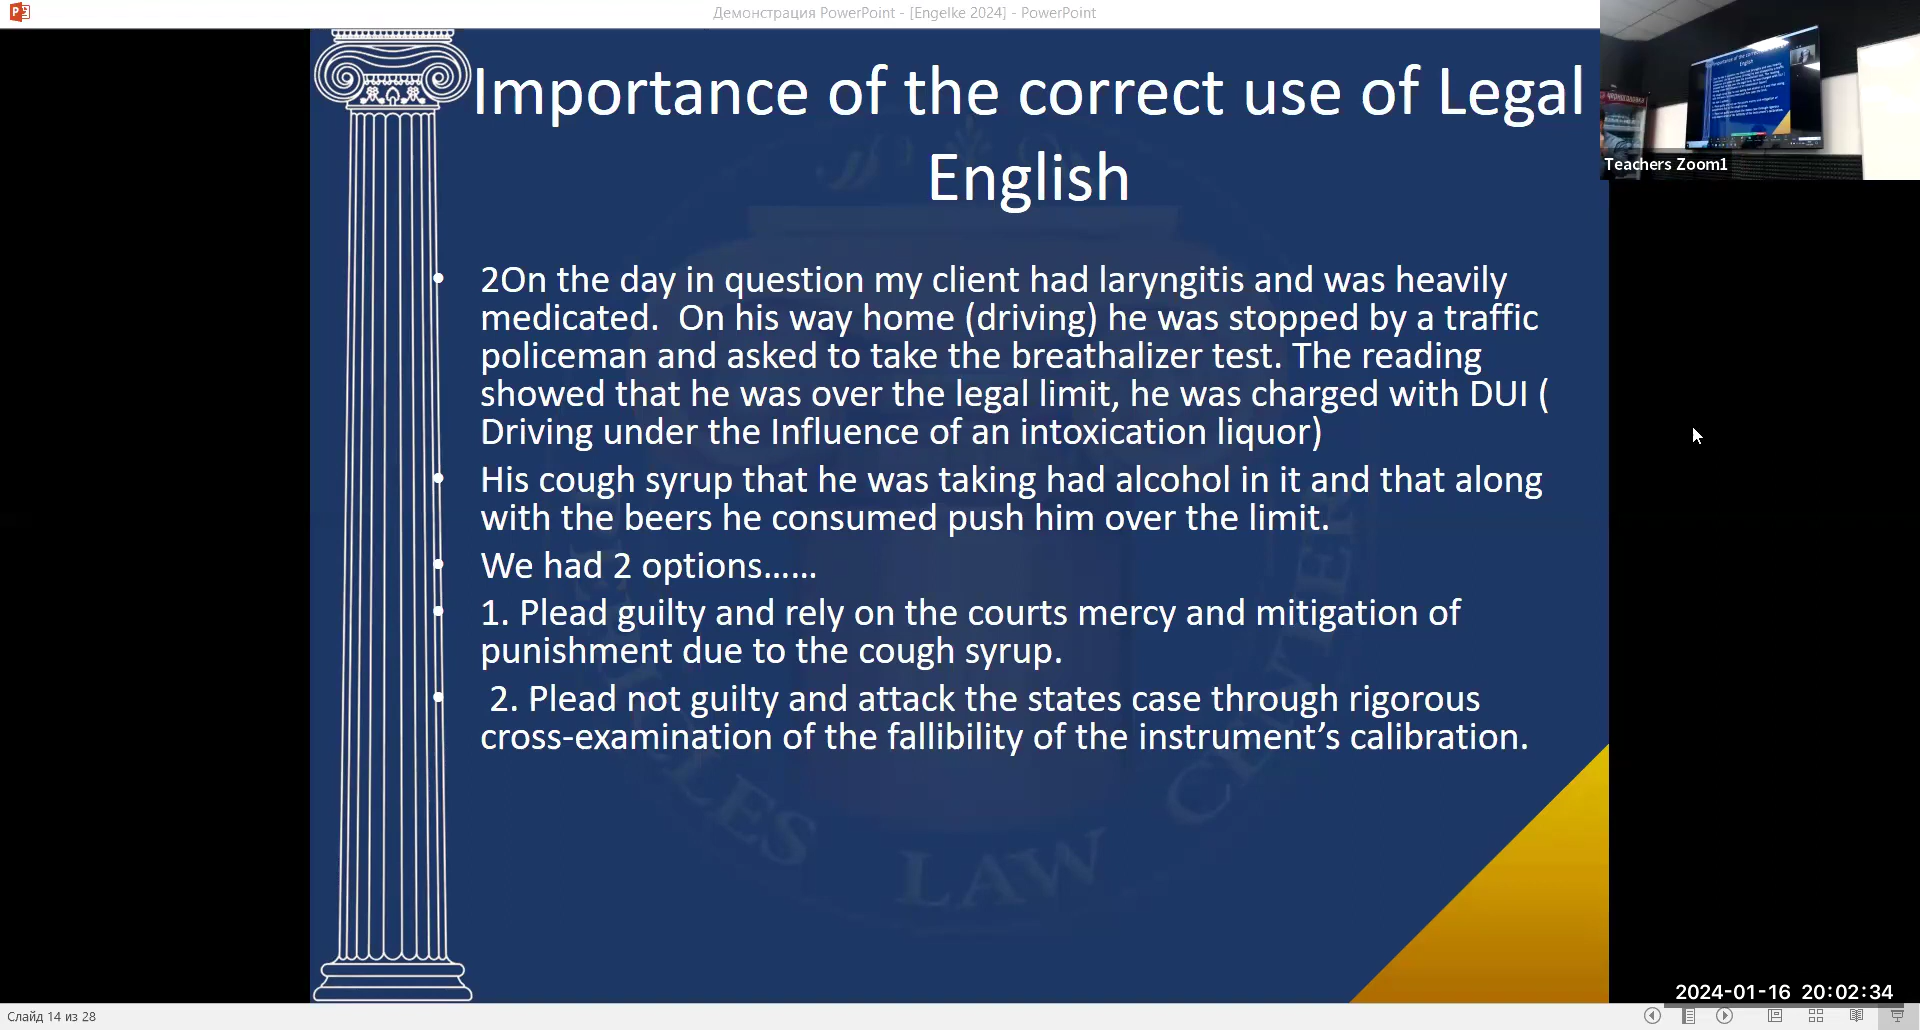 Демонстрация PowerPoint - [Engelke 2024] - PowerPoint
Importance of the correct use of Legal
English
2On the day in question my client had laryngitis and was heavily
medicated.  On his way home (driving) he was stopped by a traffic
policeman and asked to take the breathalizer test. The reading
showed that he was over the legal limit, he was charged with DUI (
Driving under the Influence of an intoxication liquor)
His cough syrup that he was taking had alcohol in it and that along
with the beers he consumed push him over the limit.
We had 2 options……
1. Plead guilty and rely on the courts mercy and mitigation of
punishment due to the cough syrup.
2. Plead not guilty and attack the states case through rigorous
cross-examination of the fallibility of the instrument’s calibration.
LAW
Teachers Zoom1
2024-01-16 20:02:34
Слайд 14 из 28